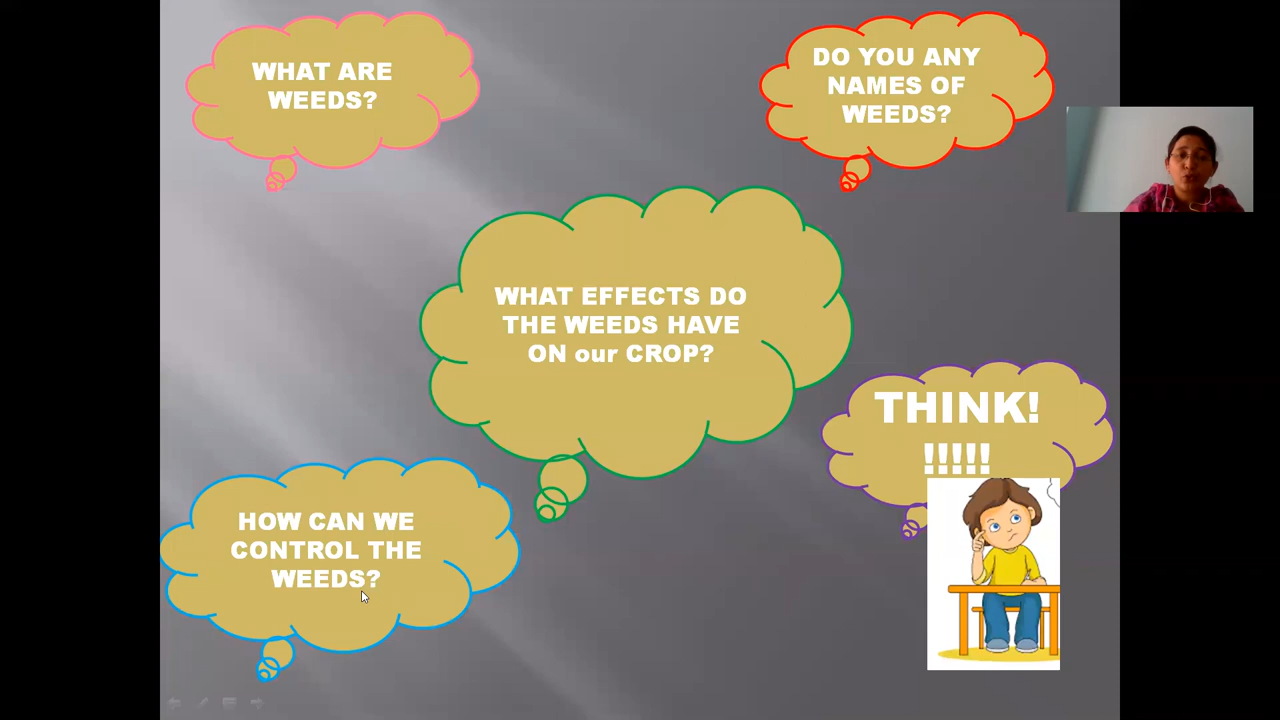 WHAT ARE
WEEDS?
DO YOU ANY
NAMES OF
WEEDS?
WHAT EFFECTS DO
THE WEEDS HAVE
ON our CROP?
THINK!
!!!!!
HOW CAN WE
CONTROL THE
WEEDS?